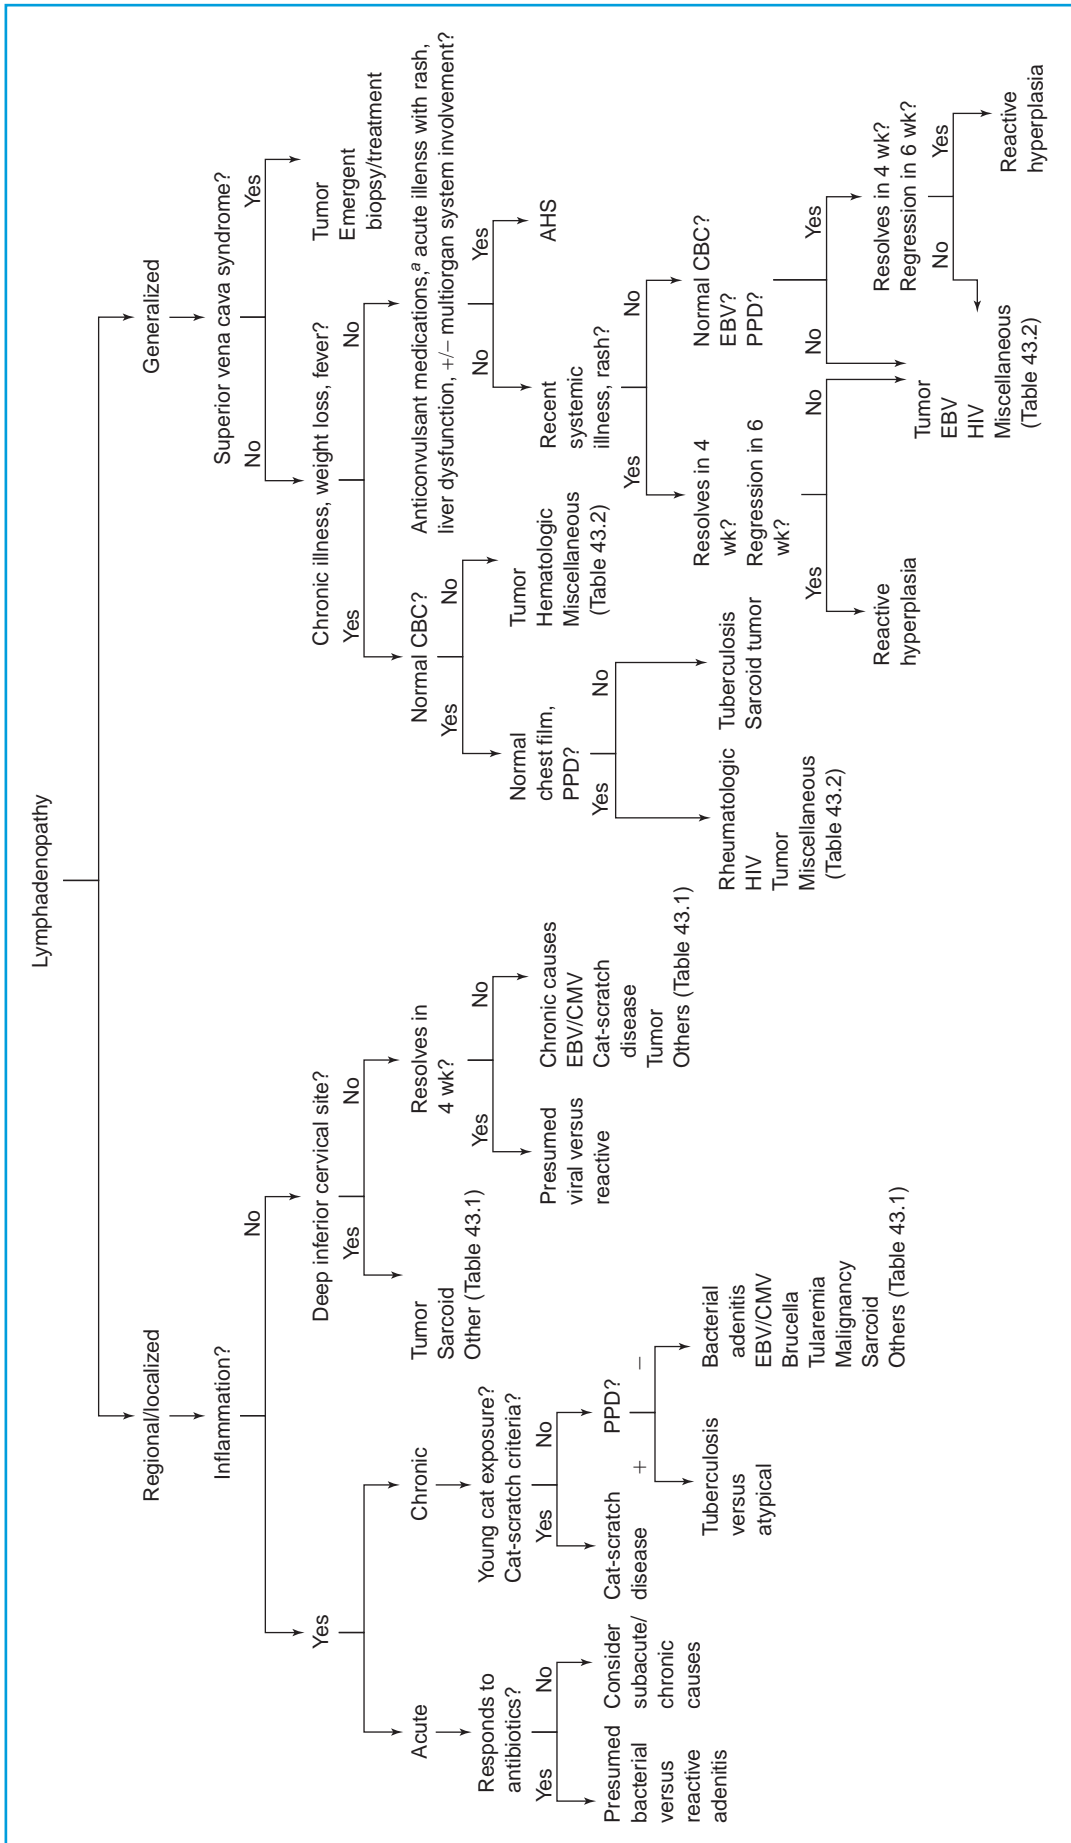 Lymphadenopathy
Regional/localized
Inflammation?
Yes
Acute
Responds to
antibiotics?
Yes
Presumed
bacterial
versus
reactive
adenitis
No
Consider
subacute/
chronic
causes
Chronic
Young cat exposure?
Cat-scratch criteria?
Yes
Cat-scratch
disease
No
PPD?
+
Tuberculosis
versus
atypical
−
Bacterial
adenitis
EBV/CMV
Brucella
Tularemia
Malignancy
Sarcoid
Others (Table 43.1)
No
Deep inferior cervical site?
Yes
Tumor
Sarcoid
Other (Table 43.1)
No
Resolves in
4 wk?
Yes
Presumed
viral versus
reactive
No
Chronic causes
EBV/CMV
Cat-scratch
disease
Tumor
Others (Table 43.1)
Generalized
Superior vena cava syndrome?
No
Chronic illness, weight loss, fever?
Yes
Normal CBC?
Yes
Normal
chest film,
PPD?
Yes
Rheumatologic
HIV
Tumor
Miscellaneous
(Table 43.2)
No
Tuberculosis
Sarcoid tumor
No
Tumor
Hematologic
Miscellaneous
(Table 43.2)
No
Anticonvulsant medications,a acute illenss with rash,
liver dysfunction, +/− multiorgan system involvement?
No
Recent
systemic
illness, rash?
Yes
Resolves in 4
wk?
Regression in 6
wk?
Yes
Reactive
hyperplasia
No
No
Normal CBC?
EBV?
PPD?
No
Tumor
EBV
HIV
Miscellaneous
(Table 43.2)
Yes
Resolves in 4 wk?
Regression in 6 wk?
No
Yes
Reactive
hyperplasia
Yes
AHS
Yes
Tumor
Emergent
biopsy/treatment